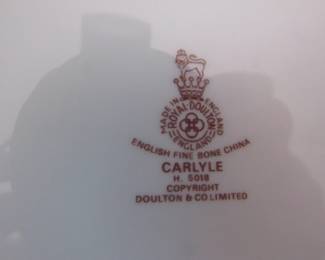 MADE IN ENGLAND
ROYAL DOULTON
ENGLAND
ENGLISH FINE BONE CHINA
CARLYLE
H. 5018
COPYRIGHT
DOULTON & CO LIMITED